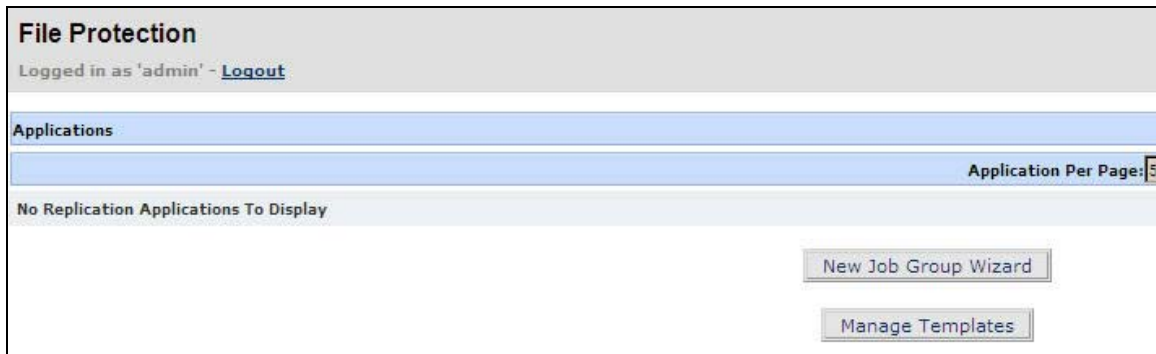 File Protection
Logged in as 'admin' - Logout
Applications
Application Per Page: 5
No Replication Applications To Display
New Job Group Wizard
Manage Templates